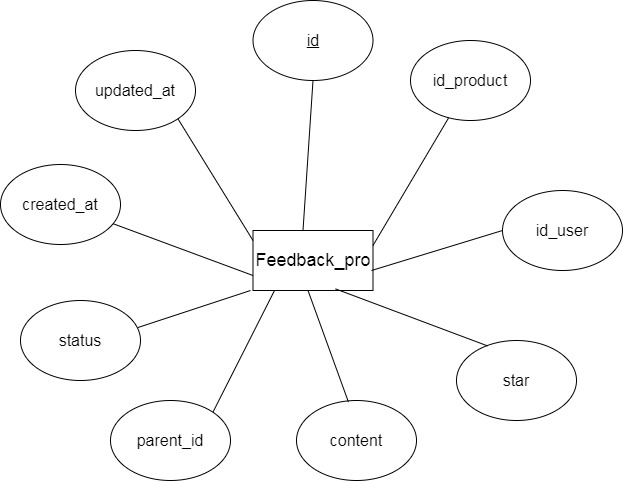 id
id_product
updated_at
created_at
id_user
Feedback_pro
status
star
parent_id
content